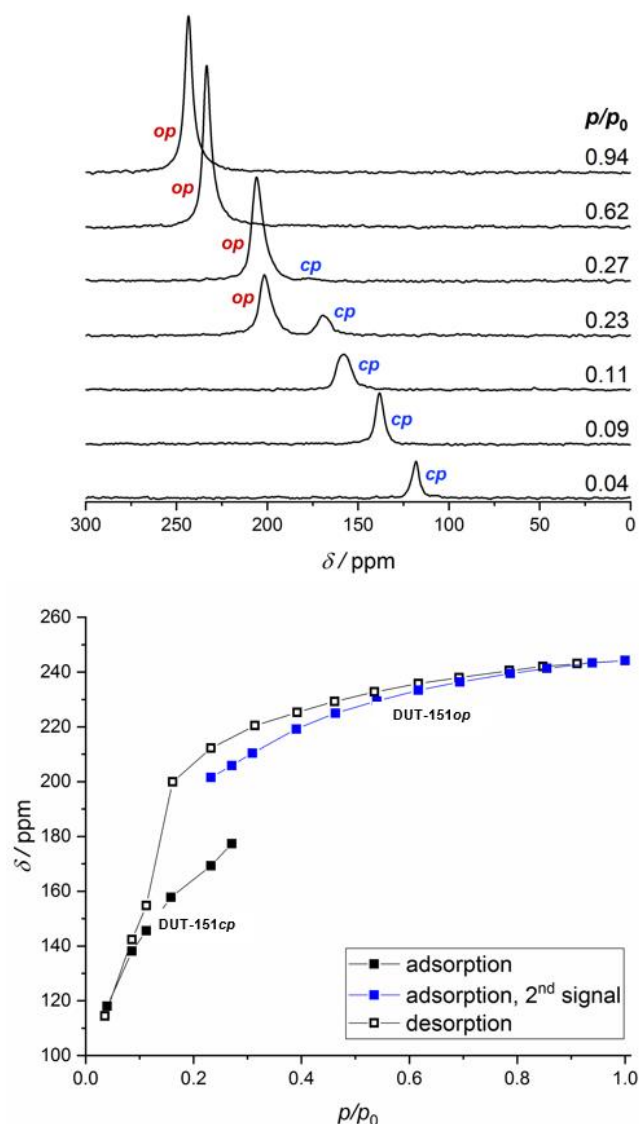 p/p0
op
0.94
op
0.62
op
cp
0.27
op
cp
0.23
cp
0.11
cp
0.09
cp
0.04
300 250 200 150 100 50 0
δ / ppm
260
240
220
200
180
160
140
120
100
δ / ppm
DUT-151op
DUT-151cp
adsorption
adsorption, 2nd signal
desorption
0.0 0.2 0.4 0.6 0.8 1.0
p/p0